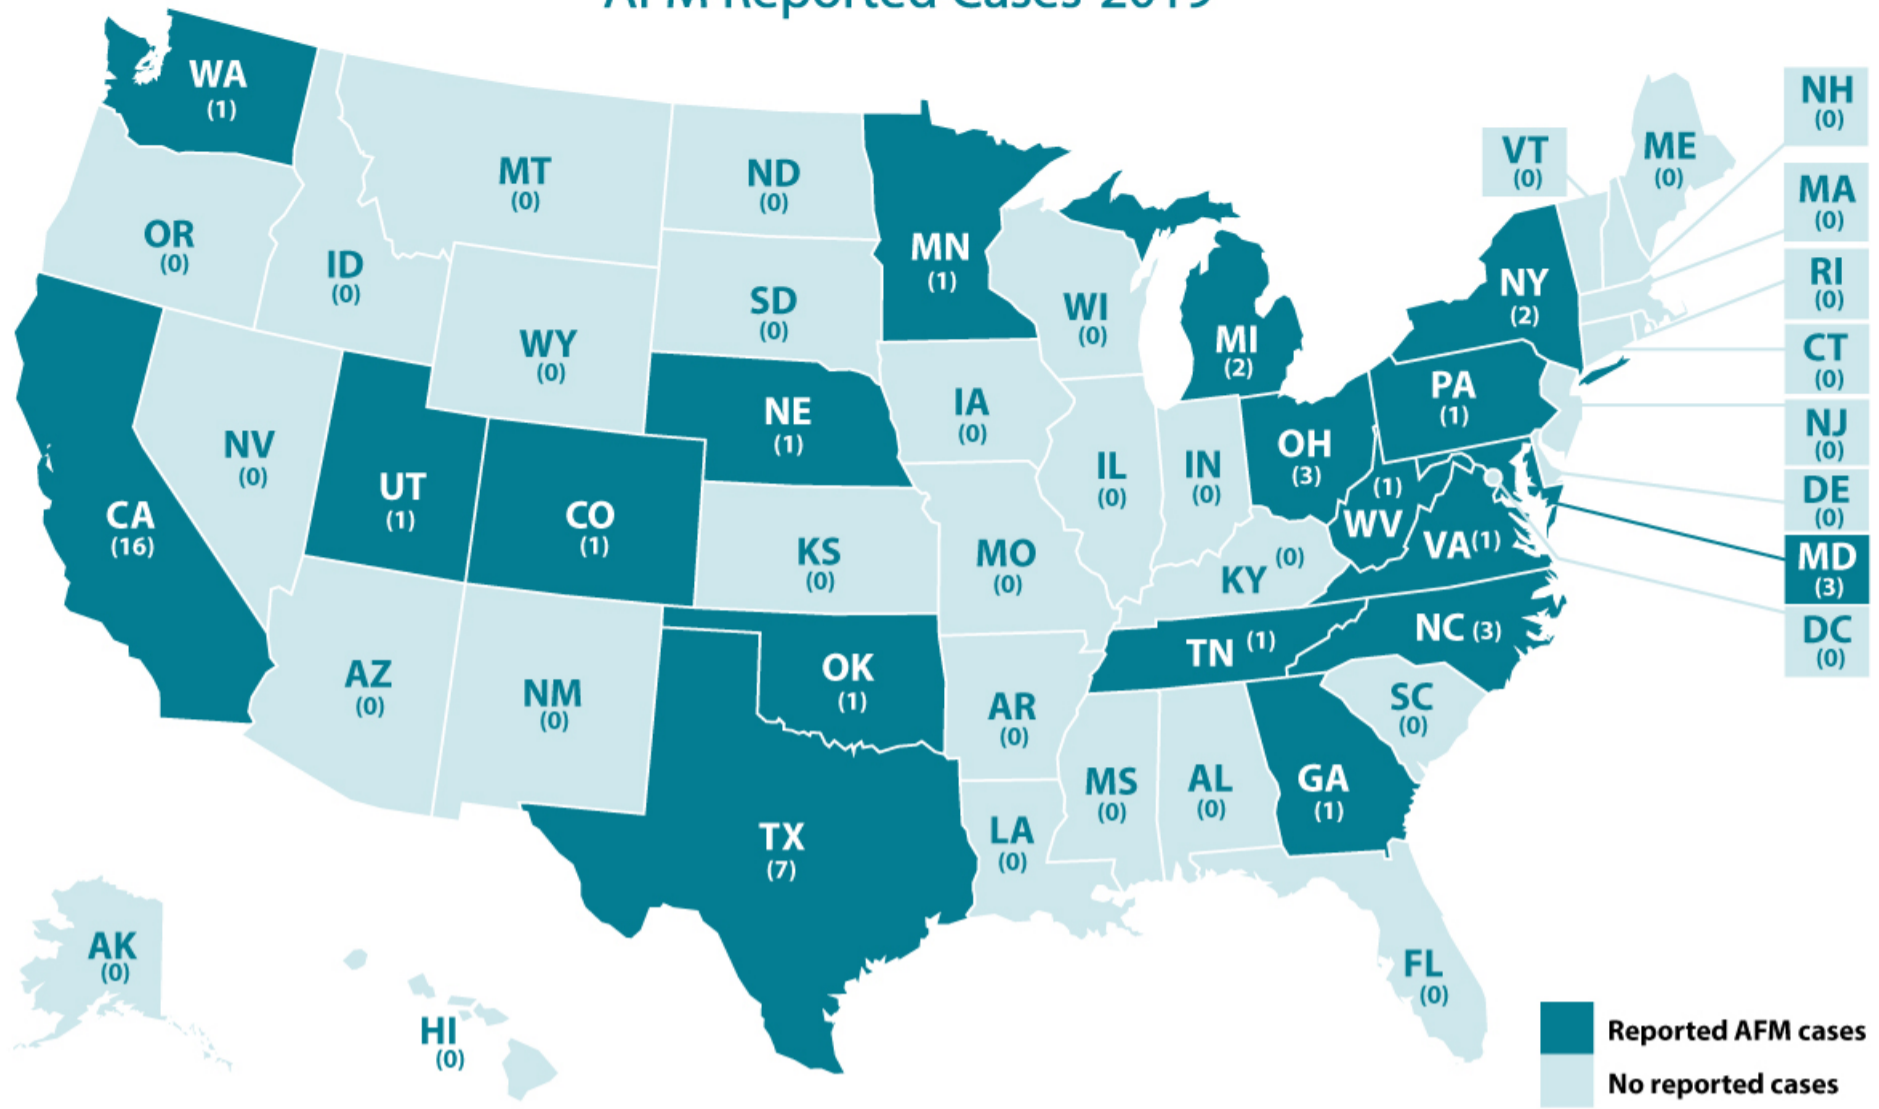 AFM Reported Cases 2019
WA
(1)
MT
(0)
ND
(0)
MN
(1)
OR
(0)
ID
(0)
SD
(0)
WI
(0)
MI
(2)
WY
(0)
NE
(1)
IA
(0)
NV
(0)
UT
(1)
CO
(1)
CA
(16)
KS
(0)
MO
(0)
IL
(0)
IN
(0)
OH
(3)
PA
(1)
NY
(2)
VT
(0)
ME
(0)
NH
(0)
MA
(0)
RI
(0)
CT
(0)
NJ
(0)
DE
(0)
MD
(3)
DC
(0)
(1)
WV
VA(1)
KY (0)
TN (1)
NC (3)
SC
(0)
AZ
(0)
NM
(0)
OK
(1)
AR
(0)
TX
(7)
LA
(0)
MS
(0)
AL
(0)
GA
(1)
FL
(0)
AK
(0)
HI
(0)
Reported AFM cases
No reported cases